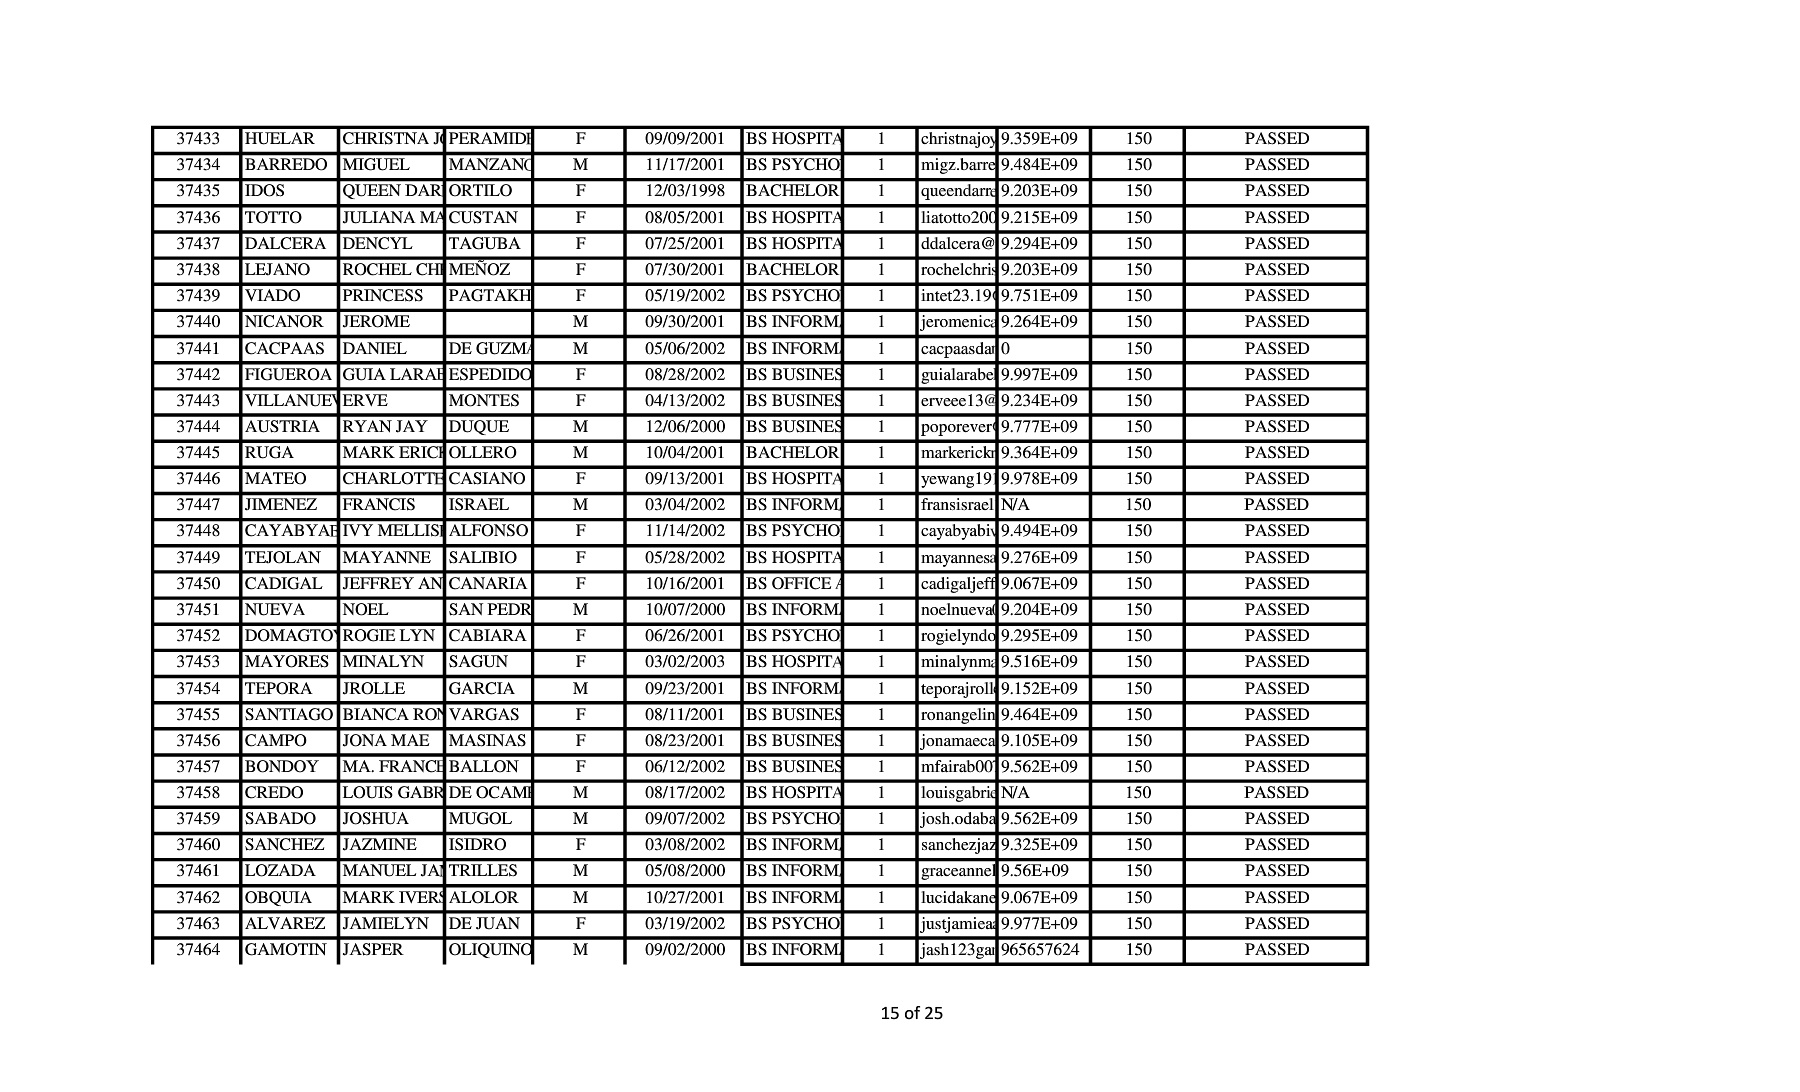 37433 HUELAR CHRISTNA J PERAMIDE F 09/09/2001 BS HOSPITA 1 christnajoy 9.359E+09 150 PASSED
37434 BARREDO MIGUEL MANZANO M 11/17/2001 BS PSYCHO 1 migz.barre 9.484E+09 150 PASSED
37435 IDOS QUEEN DAR ORTILO F 12/03/1998 BACHELOR 1 queendarre 9.203E+09 150 PASSED
37436 TOTTO JULIANA MA CUSTAN F 08/05/2001 BS HOSPITA 1 liatotto200 9.215E+09 150 PASSED
37437 DALCERA DENCYL TAGUBA F 07/25/2001 BS HOSPITA 1 ddalcera@ 9.294E+09 150 PASSED
37438 LEJANO ROCHEL CH MEÑOZ F 07/30/2001 BACHELOR 1 rochelchris 9.203E+09 150 PASSED
37439 VIADO PRINCESS PAGTAKH F 05/19/2002 BS PSYCHO 1 intet23.19 9.751E+09 150 PASSED
37440 NICANOR JEROME M 09/30/2001 BS INFORM 1 jeromenica 9.264E+09 150 PASSED
37441 CACPAAS DANIEL DE GUZMA M 05/06/2002 BS INFORM 1 cacpaasdan 0 150 PASSED
37442 FIGUEROA GUIA LARAE ESPEDIDO F 08/28/2002 BS BUSINES 1 guialarabe 9.997E+09 150 PASSED
37443 VILLANUEV ERVE MONTES F 04/13/2002 BS BUSINES 1 erveee13@ 9.234E+09 150 PASSED
37444 AUSTRIA RYAN JAY DUQUE M 12/06/2000 BS BUSINES 1 poporever 9.777E+09 150 PASSED
37445 RUGA MARK ERICK OLLERO M 10/04/2001 BACHELOR 1 markerickr 9.364E+09 150 PASSED
37446 MATEO CHARLOTTE CASIANO F 09/13/2001 BS HOSPITA 1 yewang191 9.978E+09 150 PASSED
37447 JIMENEZ FRANCIS ISRAEL M 03/04/2002 BS INFORM 1 fransisrael N/A 150 PASSED
37448 CAYABYAB IVY MELLIS ALFONSO F 11/14/2002 BS PSYCHO 1 cayabyabiv 9.494E+09 150 PASSED
37449 TEJOLAN MAYANNE SALIBIO F 05/28/2002 BS HOSPITA 1 mayannesa 9.276E+09 150 PASSED
37450 CADIGAL JEFFREY AN CANARIA F 10/16/2001 BS OFFICE A 1 cadigaljeff 9.067E+09 150 PASSED
37451 NUEVA NOEL SAN PEDR M 10/07/2000 BS INFORM 1 noelnueva 9.204E+09 150 PASSED
37452 DOMAGTOY ROGIE LYN CABIARA F 06/26/2001 BS PSYCHO 1 rogielyndo 9.295E+09 150 PASSED
37453 MAYORES MINALYN SAGUN F 03/02/2003 BS HOSPITA 1 minalynma 9.516E+09 150 PASSED
37454 TEPORA JROLLE GARCIA M 09/23/2001 BS INFORM 1 teporajroll 9.152E+09 150 PASSED
37455 SANTIAGO BIANCA RON VARGAS F 08/11/2001 BS BUSINES 1 ronangelin 9.464E+09 150 PASSED
37456 CAMPO JONA MAE MASINAS F 08/23/2001 BS BUSINES 1 jonamaeca 9.105E+09 150 PASSED
37457 BONDOY MA. FRANCE BALLON F 06/12/2002 BS BUSINES 1 mfairab007 9.562E+09 150 PASSED
37458 CREDO LOUIS GABR DE OCAMP M 08/17/2002 BS HOSPITA 1 louisgabrie N/A 150 PASSED
37459 SABADO JOSHUA MUGOL M 09/07/2002 BS PSYCHO 1 josh.odaba 9.562E+09 150 PASSED
37460 SANCHEZ JAZMINE ISIDRO F 03/08/2002 BS INFORM 1 sanchezjaz 9.325E+09 150 PASSED
37461 LOZADA MANUEL JA TRILLES M 05/08/2000 BS INFORM 1 graceannel 9.56E+09 150 PASSED
37462 OBQUIA MARK IVERS ALOLOR M 10/27/2001 BS INFORM 1 lucidakane 9.067E+09 150 PASSED
37463 ALVAREZ JAMIELYN DE JUAN F 03/19/2002 BS PSYCHO 1 justjamiea 9.977E+09 150 PASSED
37464 GAMOTIN JASPER OLIQUINO M 09/02/2000 BS INFORM 1 jash123ga 965657624 150 PASSED
15 of 25